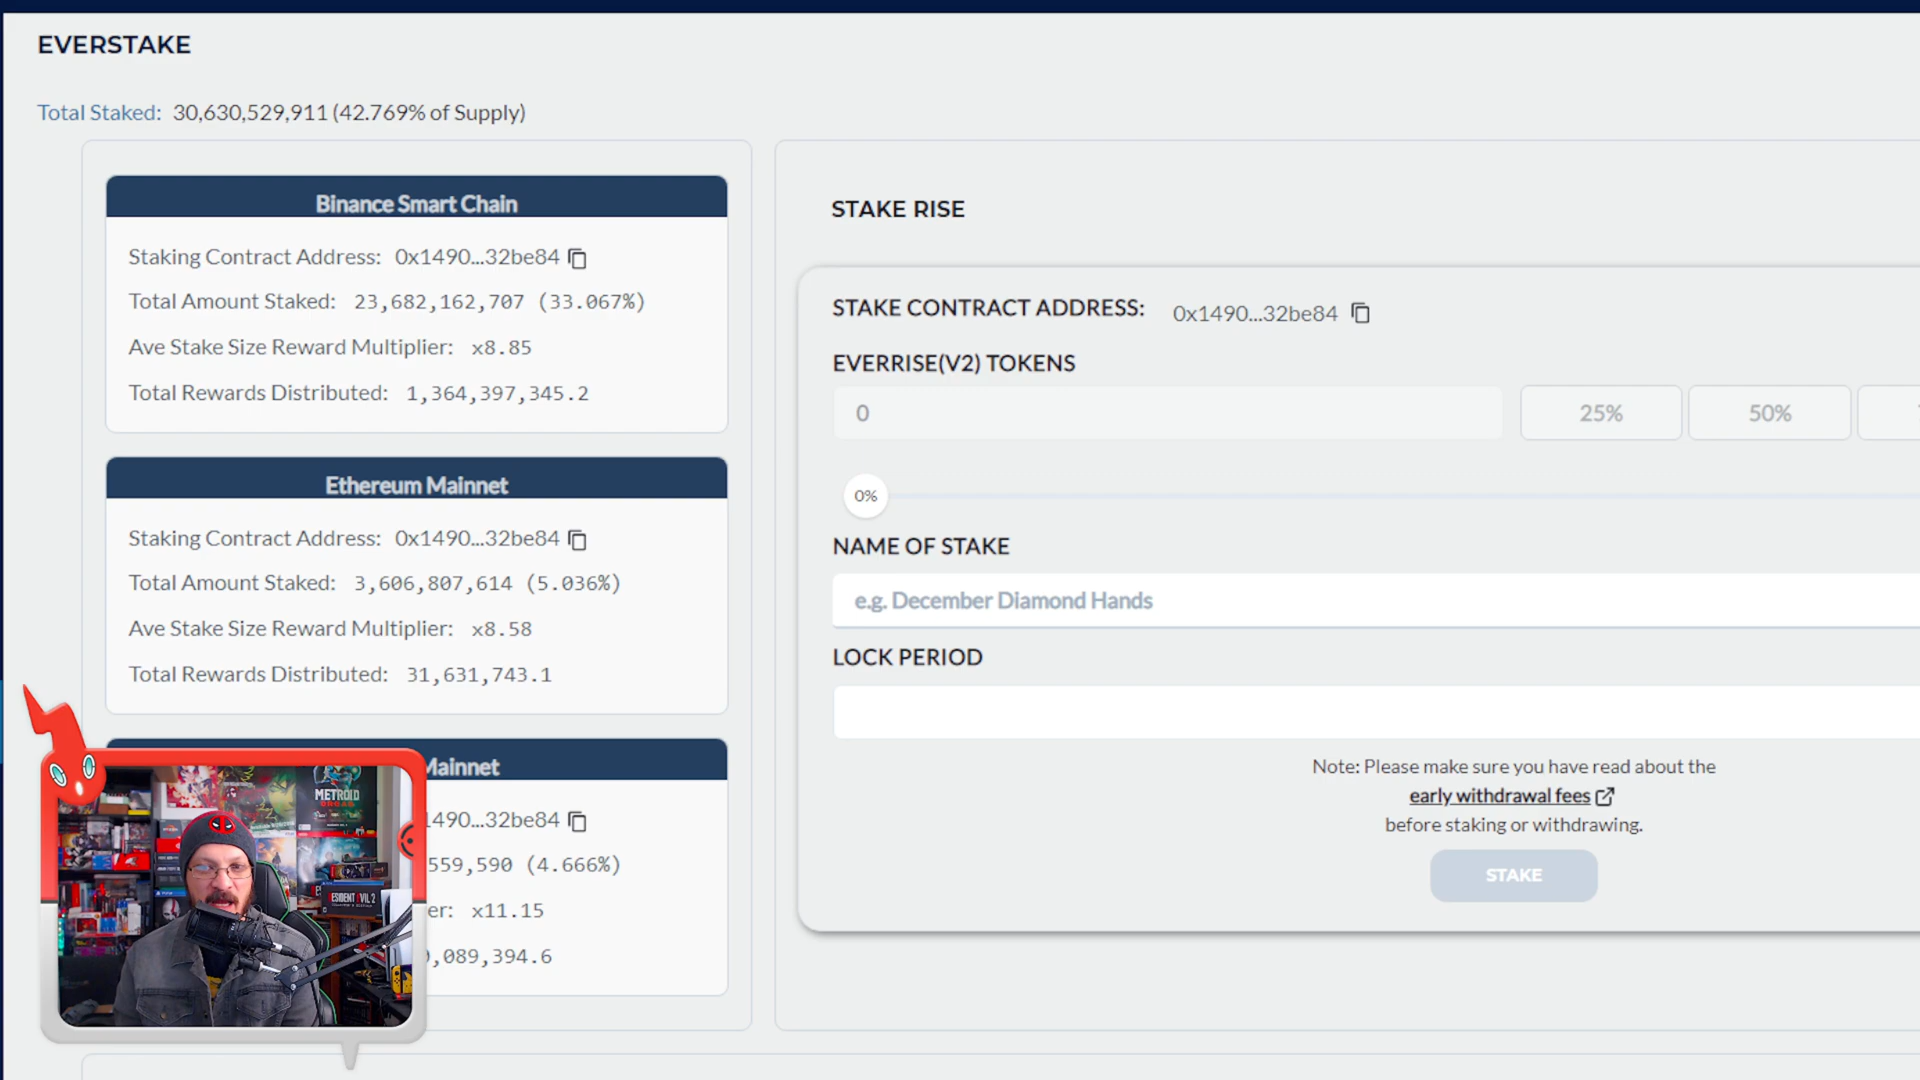 EVERSTAKE
Total Staked: 30,630,529,911 (42.769% of Supply)
Binance Smart Chain
Staking Contract Address: 0x1490...32be84
Total Amount Staked: 23,682,162,707 (33.067%)
Ave Stake Size Reward Multiplier: x8.85
Total Rewards Distributed: 1,364,397,345.2
Ethereum Mainnet
Staking Contract Address: 0x1490...32be84
Total Amount Staked: 3,606,807,614 (5.036%)
Ave Stake Size Reward Multiplier: x8.58
Total Rewards Distributed: 31,631,743.1
Mainnet
1490...32be84
559,590 (4.666%)
er: x11.15
,089,394.6
METROID
RESIDENT EVIL 2
STAKE RISE
STAKE CONTRACT ADDRESS: 0x1490...32be84
EVERRISE(V2) TOKENS
0
25%
50%
0%
NAME OF STAKE
e.g. December Diamond Hands
LOCK PERIOD
Note: Please make sure you have read about the
early withdrawal fees
before staking or withdrawing.
STAKE